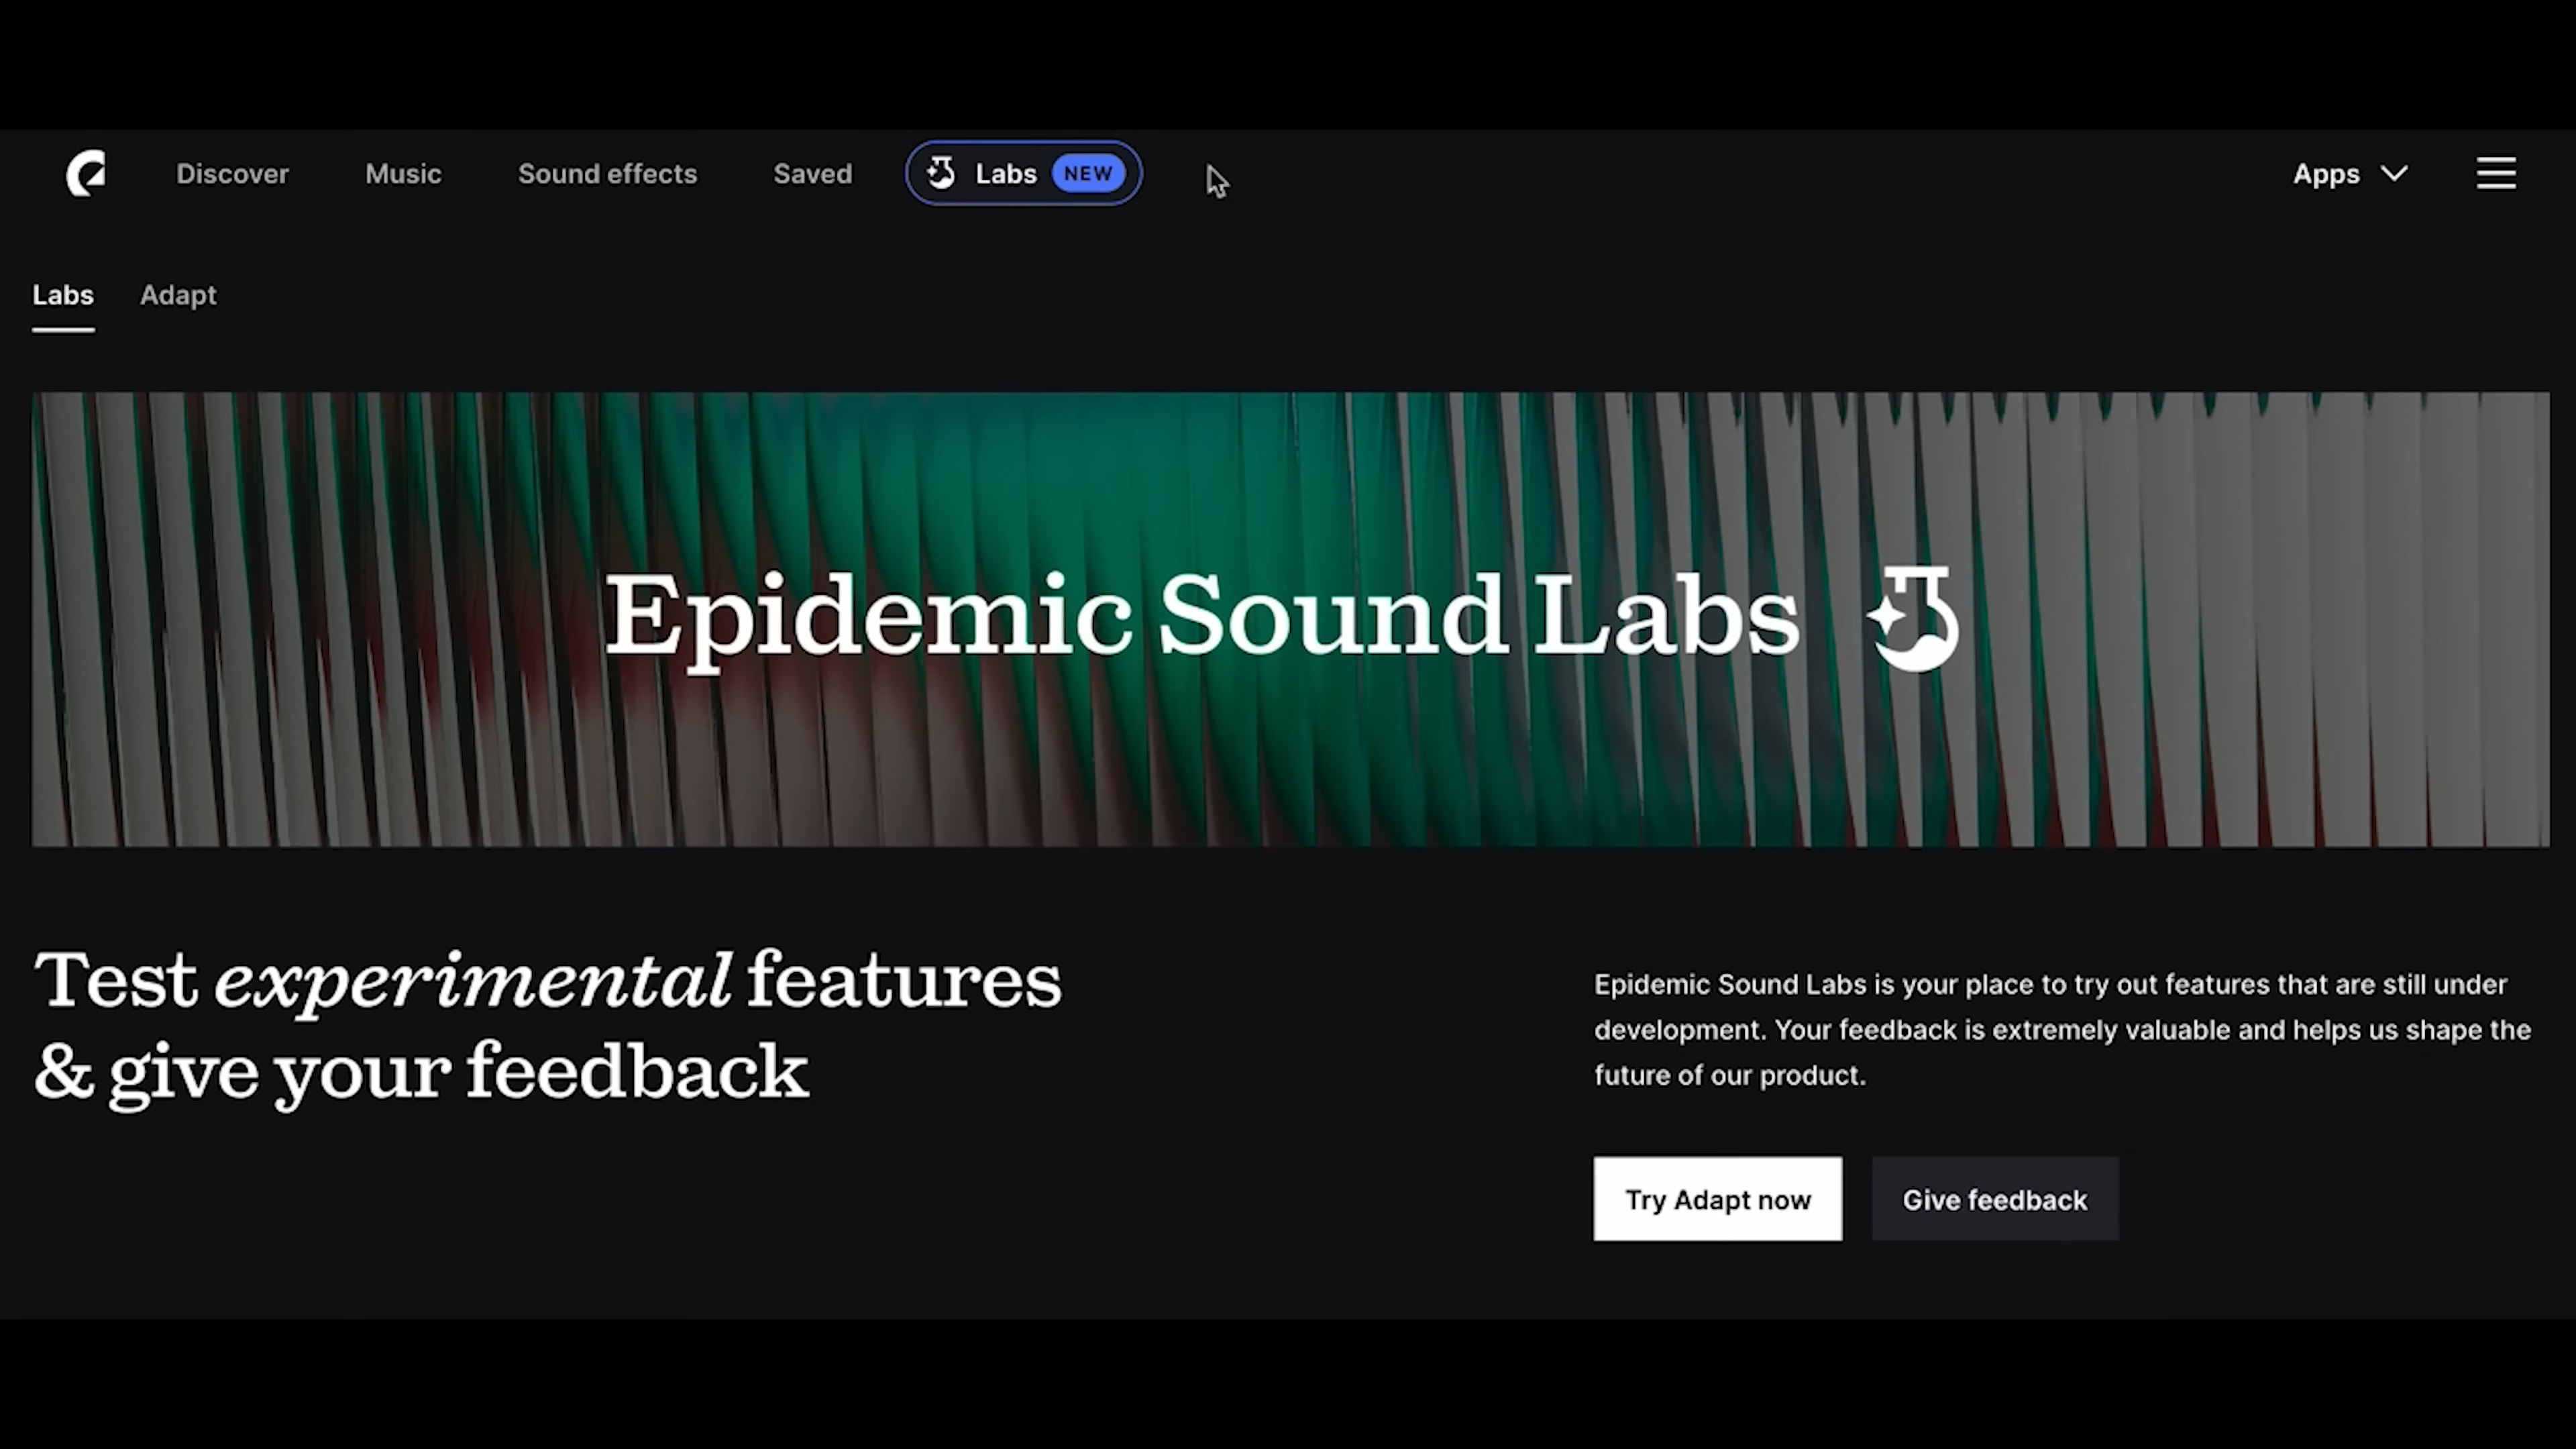 Discover Music Sound effects Saved Labs NEW Apps
Labs Adapt
Epidemic Sound Labs
Test experimental features
& give your feedback
Epidemic Sound Labs is your place to try out features that are still under
development. Your feedback is extremely valuable and helps us shape the
future of our product.
Try Adapt now Give feedback